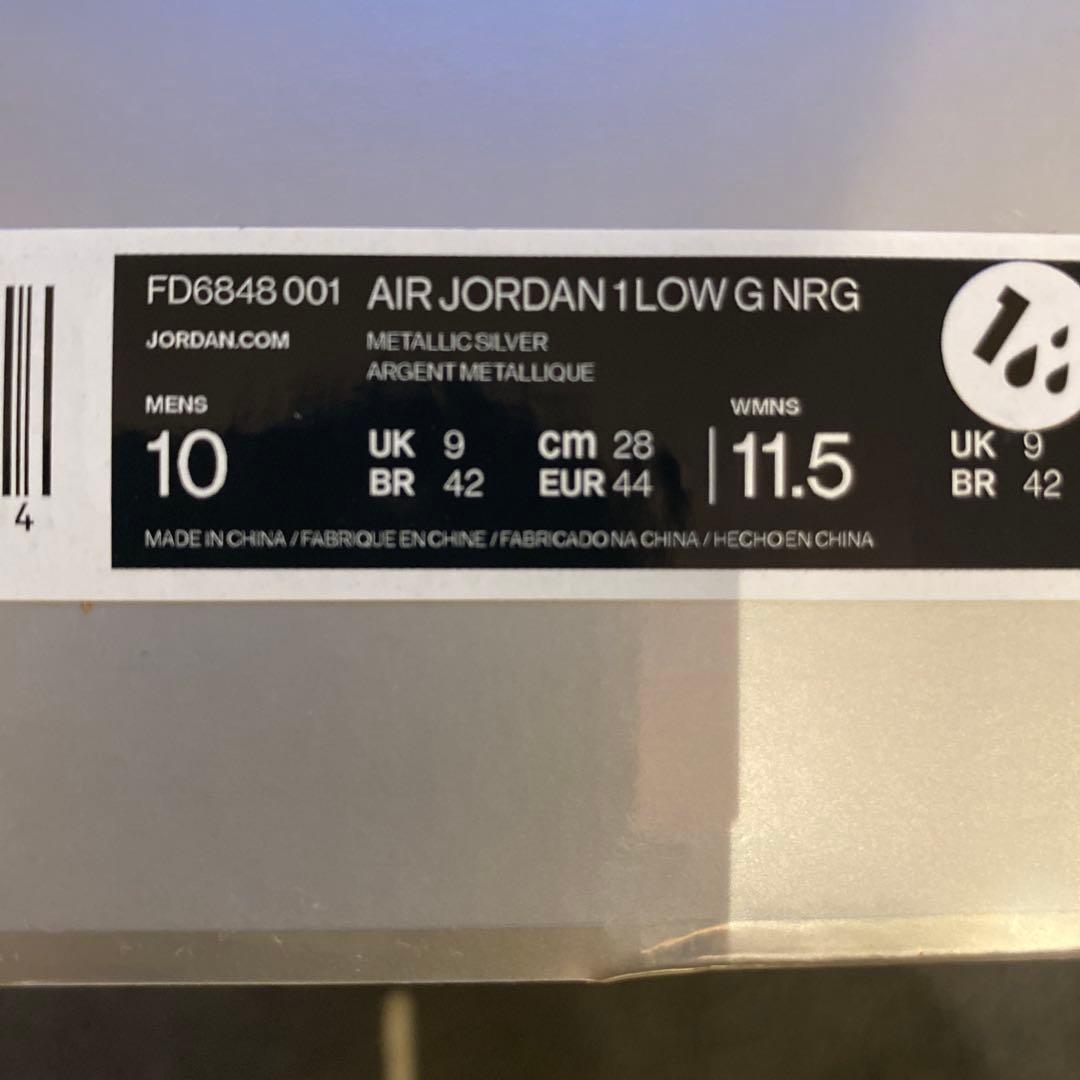 FD6848 001 AIR JORDAN 1 LOW G NRG
JORDAN.COM METALLIC SILVER
ARGENT METALLIQUE
MENS
10
UK 9 cm 28
BR 42 EUR 44
WMNS
11.5
UK 9
BR 42
MADE IN CHINA / FABRIQUE EN CHINE / FABRICADO NA CHINA / HECHO EN CHINA
4
1